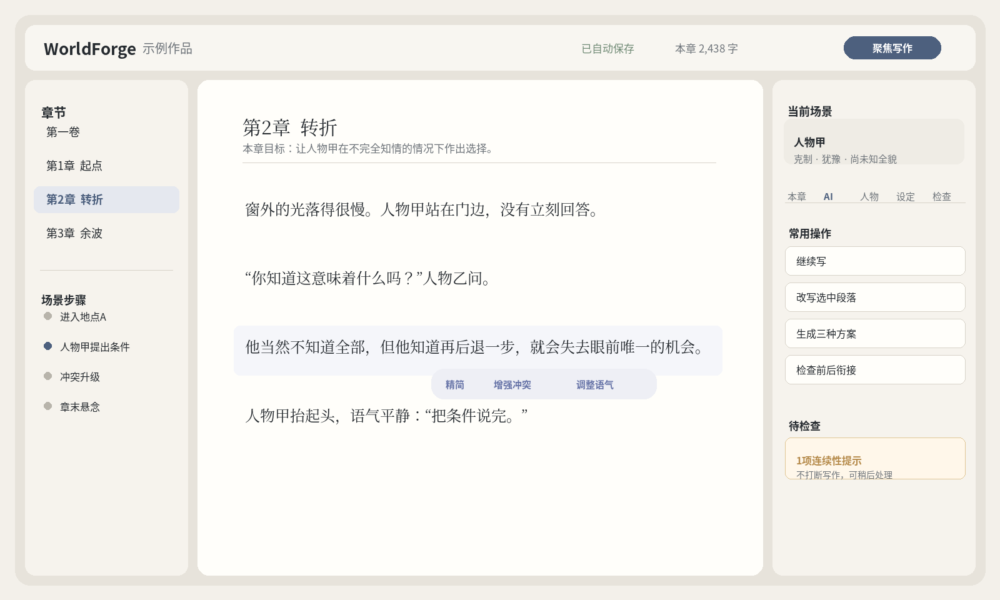 WorldForge 示例作品
已自动保存
本章 2,438 字
聚焦写作
章节
第一卷
第1章 起点
第2章 转折
第3章 余波
场景步骤
进入地点A
人物甲提出条件
冲突升级
章末悬念
第2章 转折
本章目标：让人物甲在不完全知情的情况下作出选择。
窗外的光落得很慢。人物甲站在门边，没有立刻回答。
“你知道这意味着什么吗？”人物乙问。
他当然不知道全部，但他知道再后退一步，就会失去眼前唯一的机会。
精简 增强冲突 调整语气
人物甲抬起头，语气平静：“把条件说完。”
当前场景
人物甲
克制 · 犹豫 · 尚未知全貌
本章 AI 人物 设定 检查
常用操作
继续写
改写选中段落
生成三种方案
检查前后衔接
待检查
1项连续性提示
不打断写作，可稍后处理